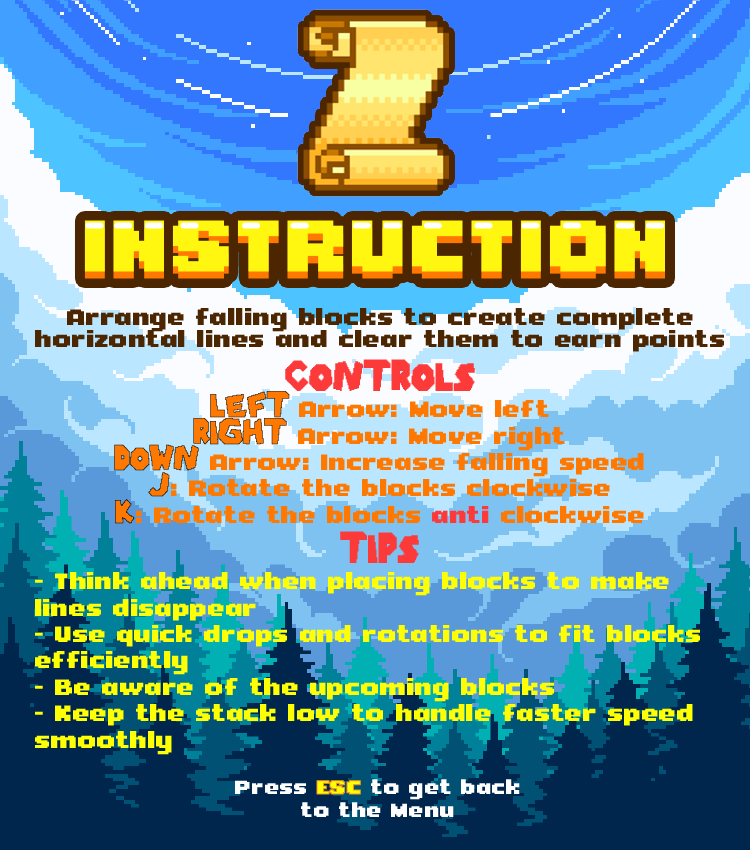 INSTRUCTION
Arrange falling blocks to create complete
horizontal lines and clear them to earn points
CONTROLS
LEFT Arrow: Move left
RIGHT Arrow: Move right
DOWN Arrow: Increase falling speed
J: Rotate the blocks clockwise
K: Rotate the blocks anti clockwise
TIPS
- Think ahead when placing blocks to make
lines disappear
- Use quick drops and rotations to fit blocks
efficiently
- Be aware of the upcoming blocks
- Keep the stack low to handle faster speed
smoothly
Press ESC to get back
to the Menu